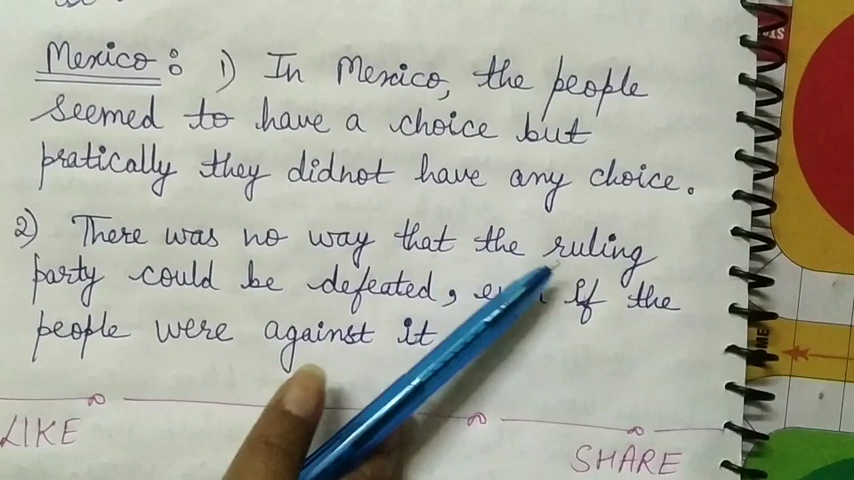 Mexico : 1) In Mexico, the people
seemed to have a choice but
pratically they didnot have any choice.
2) There was no way that the ruling
party could be defeated, if the
people were against it
LIKE
SHARE